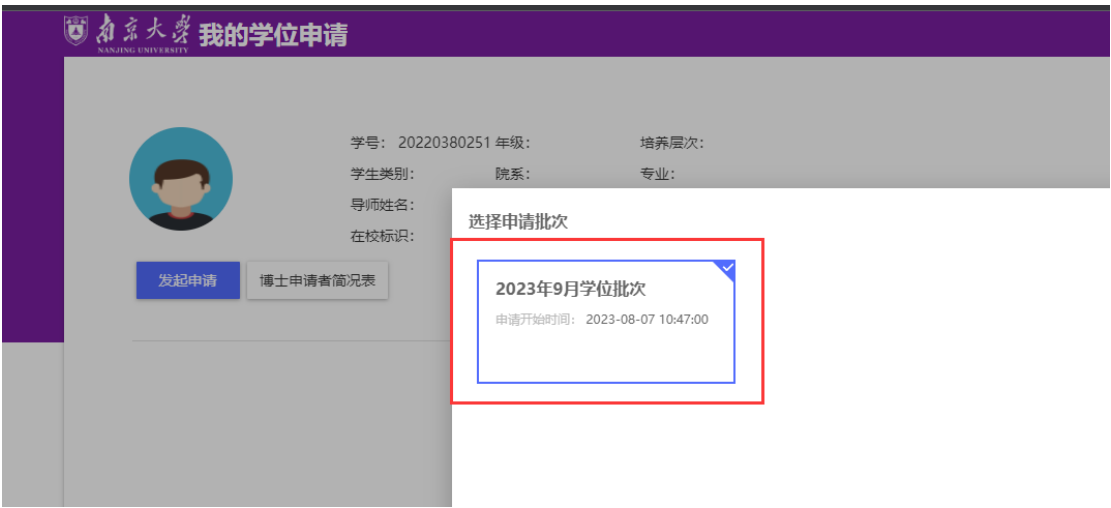 南京大学 我的学位申请
NANJING UNIVERSITY
学号： 20220380251 年级： 培养层次：
学生类别： 院系： 专业：
导师姓名：
在校标识：
发起申请 博士申请者简况表
选择申请批次
2023年9月学位批次
申请开始时间： 2023-08-07 10:47:00